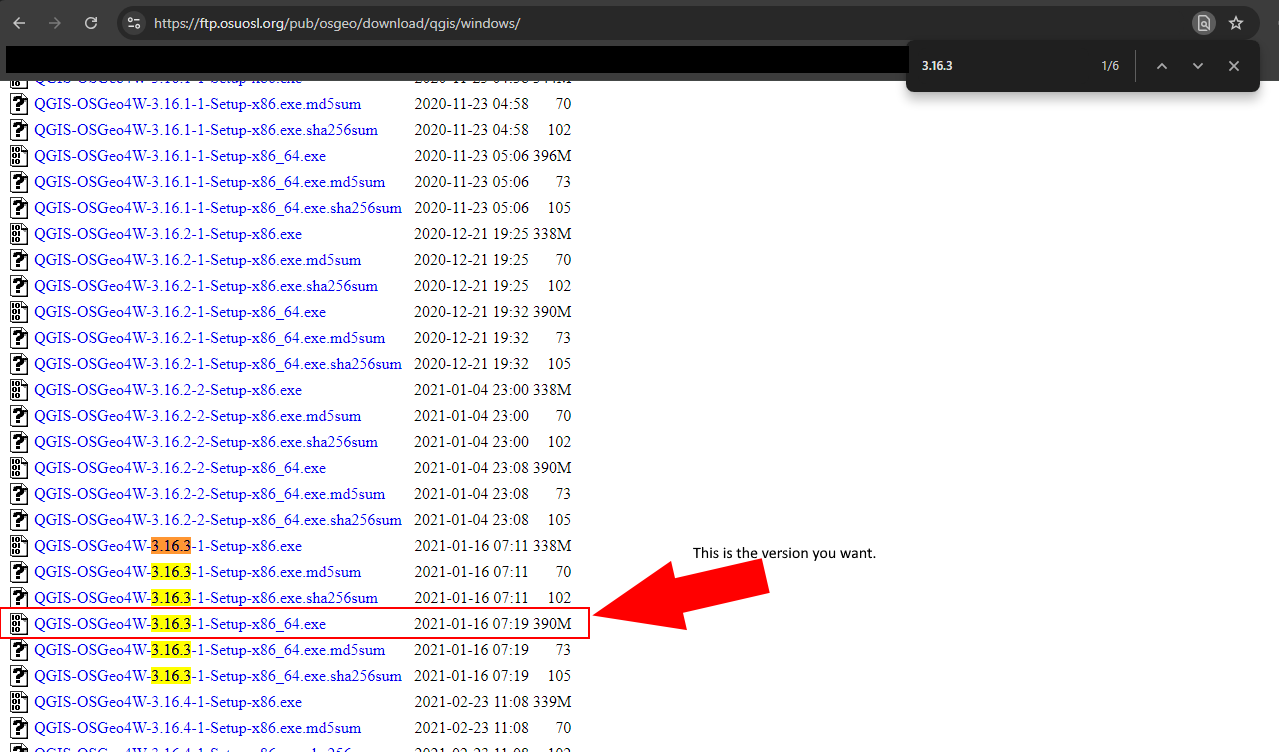 https://ftp.osuosl.org/pub/osgeo/download/qgis/windows/
3.16.3 1/6
QGIS-OSGeo4W-3.16.1-1-Setup-x86.exe.md5sum 2020-11-23 04:58 70
QGIS-OSGeo4W-3.16.1-1-Setup-x86.exe.sha256sum 2020-11-23 04:58 102
QGIS-OSGeo4W-3.16.1-1-Setup-x86_64.exe 2020-11-23 05:06 396M
QGIS-OSGeo4W-3.16.1-1-Setup-x86_64.exe.md5sum 2020-11-23 05:06 73
QGIS-OSGeo4W-3.16.1-1-Setup-x86_64.exe.sha256sum 2020-11-23 05:06 105
QGIS-OSGeo4W-3.16.2-1-Setup-x86.exe 2020-12-21 19:25 338M
QGIS-OSGeo4W-3.16.2-1-Setup-x86.exe.md5sum 2020-12-21 19:25 70
QGIS-OSGeo4W-3.16.2-1-Setup-x86.exe.sha256sum 2020-12-21 19:25 102
QGIS-OSGeo4W-3.16.2-1-Setup-x86_64.exe 2020-12-21 19:32 390M
QGIS-OSGeo4W-3.16.2-1-Setup-x86_64.exe.md5sum 2020-12-21 19:32 73
QGIS-OSGeo4W-3.16.2-1-Setup-x86_64.exe.sha256sum 2020-12-21 19:32 105
QGIS-OSGeo4W-3.16.2-2-Setup-x86.exe 2021-01-04 23:00 338M
QGIS-OSGeo4W-3.16.2-2-Setup-x86.exe.md5sum 2021-01-04 23:00 70
QGIS-OSGeo4W-3.16.2-2-Setup-x86.exe.sha256sum 2021-01-04 23:00 102
QGIS-OSGeo4W-3.16.2-2-Setup-x86_64.exe 2021-01-04 23:08 390M
QGIS-OSGeo4W-3.16.2-2-Setup-x86_64.exe.md5sum 2021-01-04 23:08 73
QGIS-OSGeo4W-3.16.2-2-Setup-x86_64.exe.sha256sum 2021-01-04 23:08 105
QGIS-OSGeo4W-3.16.3-1-Setup-x86.exe 2021-01-16 07:11 338M
This is the version you want.
QGIS-OSGeo4W-3.16.3-1-Setup-x86.exe.md5sum 2021-01-16 07:11 70
QGIS-OSGeo4W-3.16.3-1-Setup-x86.exe.sha256sum 2021-01-16 07:11 102
QGIS-OSGeo4W-3.16.3-1-Setup-x86_64.exe 2021-01-16 07:19 390M
QGIS-OSGeo4W-3.16.3-1-Setup-x86_64.exe.md5sum 2021-01-16 07:19 73
QGIS-OSGeo4W-3.16.3-1-Setup-x86_64.exe.sha256sum 2021-01-16 07:19 105
QGIS-OSGeo4W-3.16.4-1-Setup-x86.exe 2021-02-23 11:08 339M
QGIS-OSGeo4W-3.16.4-1-Setup-x86.exe.md5sum 2021-02-23 11:08 70